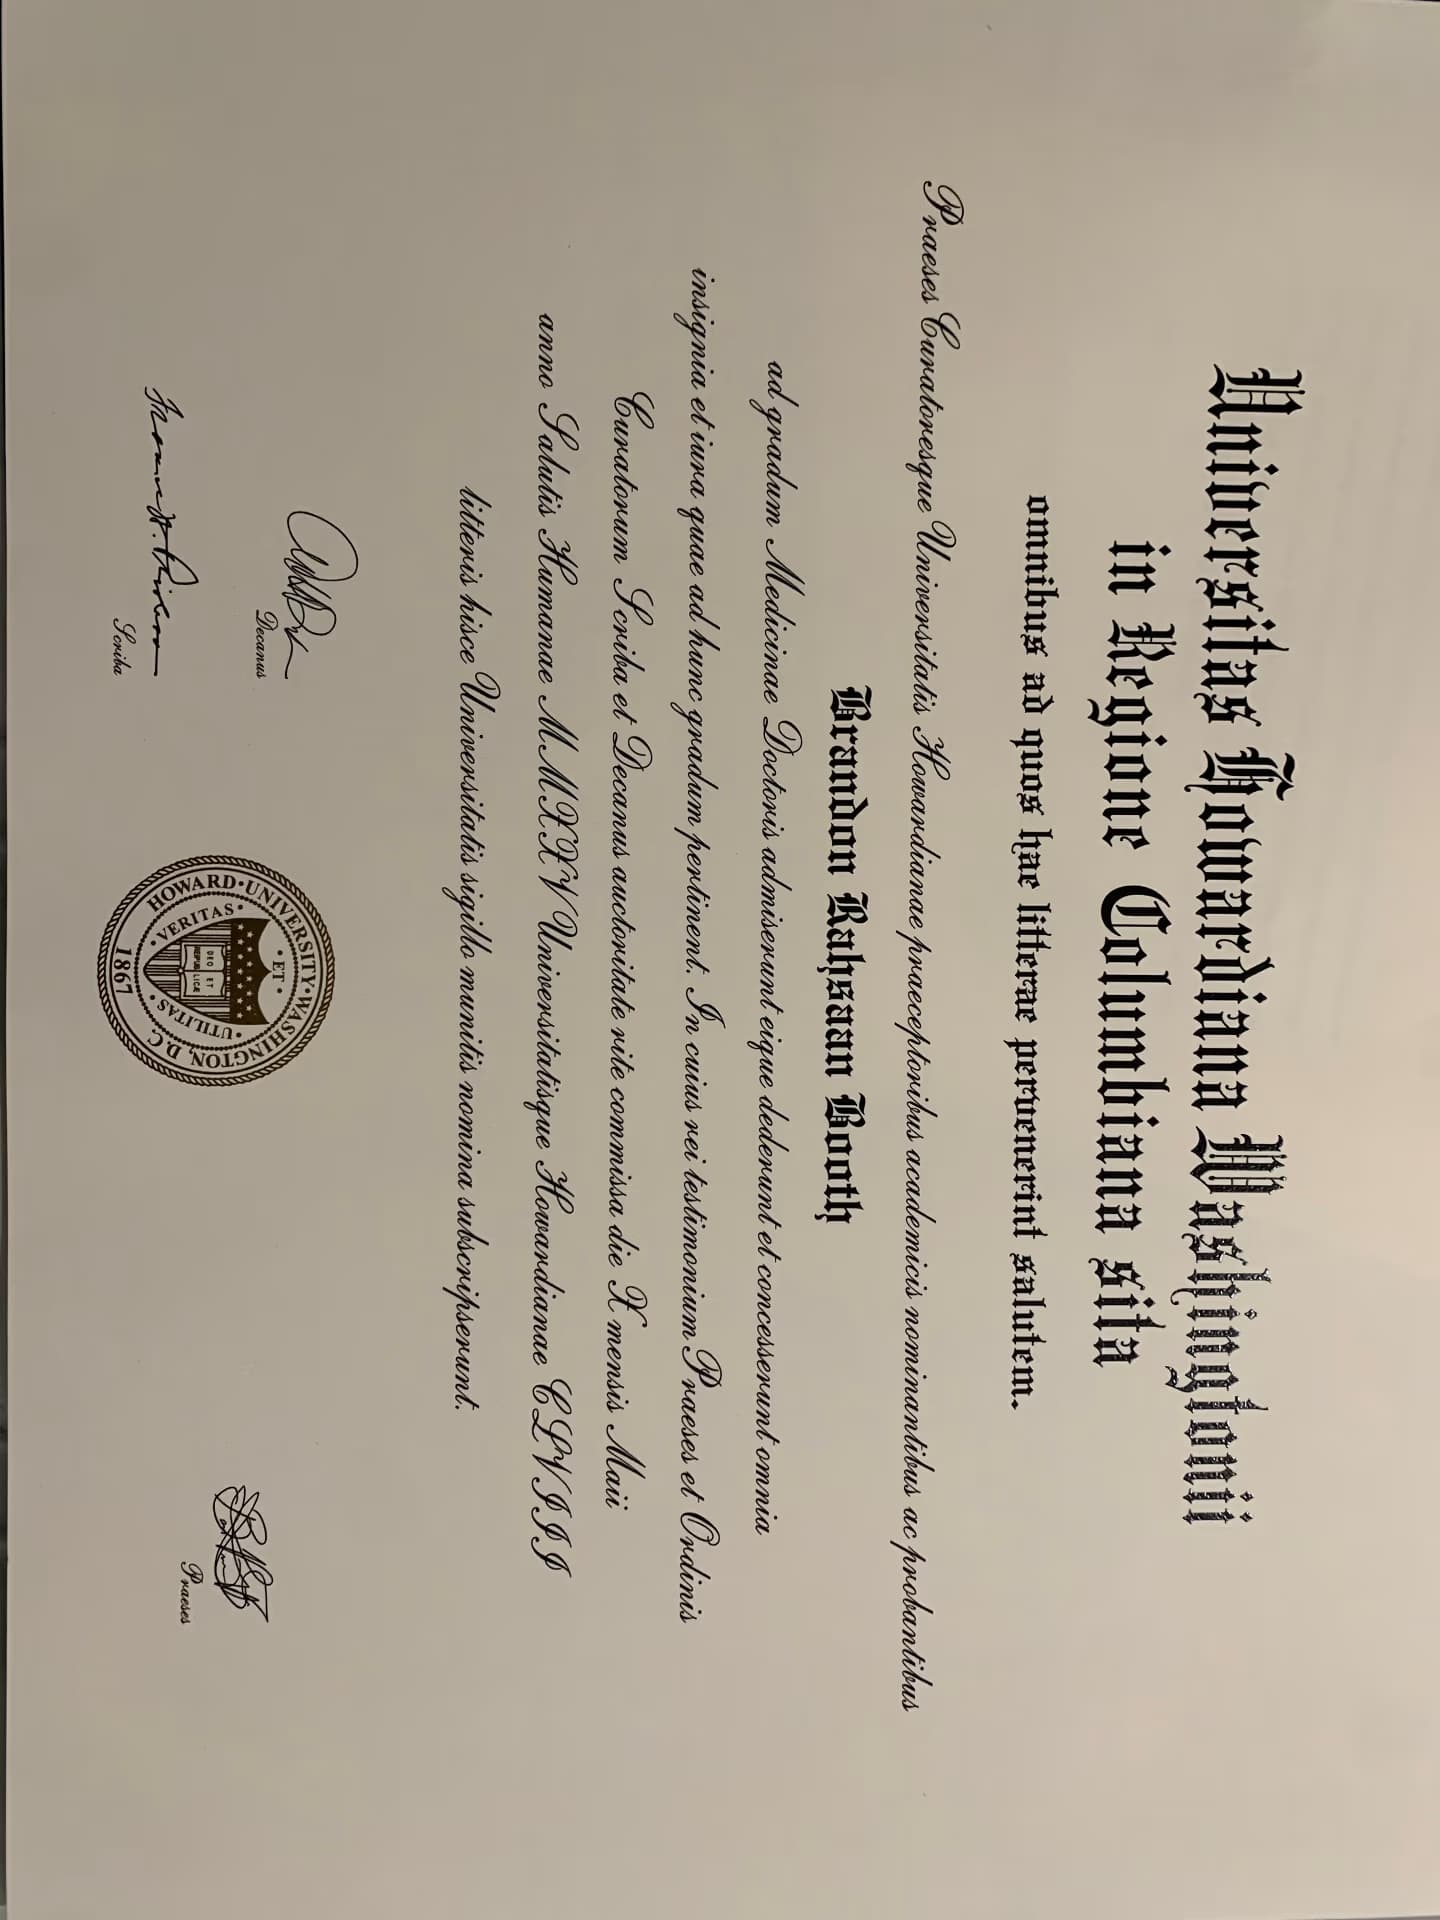 Universitas Howardiana Washingtonii
in Regione Columbiana sita
omnibus ad quos hae litterae pervenerint salutem.
Praeses Curatoresque Universitatis Howardianae praeceptoribus academicis nominantibus ac probantibus
Brandon Rahsaan Booth
ad gradum Medicinae Doctoris admiserunt eique dederunt et concesserunt omnia
insignia et iura quae ad hunc gradum pertinent. In cuius rei testimonium Praeses et Ordinis
Curatorum Scriba et Decanus auctoritate rite commissa die X mensis Maii
anno Salutis Humanae MMXXV Universitatisque Howardianae CLVIII
litteris hisce Universitatis sigillo munitis nomina subscripserunt.
Decanus
Scriba
HOWARD·UNIVERSITY·WASHINGTON, D.C.
1867
·VERITAS·
·ET·
·UTILITAS·
DEO ET
REIPUBLICÆ
Praeses